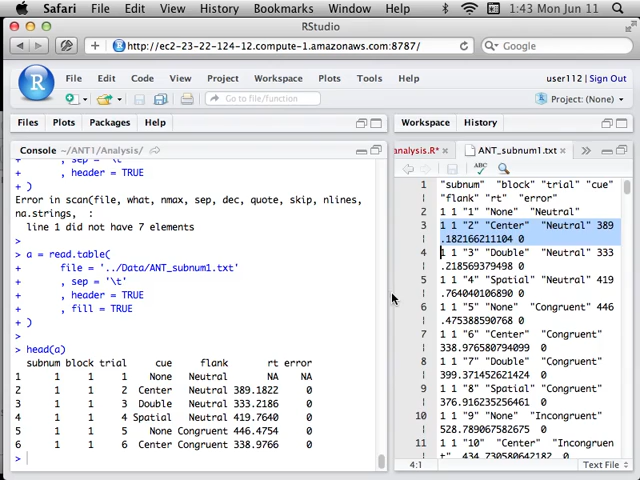 Safari File Edit View History Bookmarks Window Help 1:43 Mon Jun 11
RStudio
http://ec2-23-22-124-12.compute-1.amazonaws.com:8787/ Google
R File Edit Code View Project Workspace Plots Tools Help user112 | Sign Out
Go to file/function Project: (None)
Files Plots Packages Help
Workspace History
Console ~/ANT1/Analysis/
+ , sep = '\t'
+ , header = TRUE
+ )
Error in scan(file, what, nmax, sep, dec, quote, skip, nlines,
na.strings,  :
line 1 did not have 7 elements
>
> a = read.table(
+ file = '../Data/ANT_subnum1.txt'
+ , sep = '\t'
+ , header = TRUE
+ , fill = TRUE
+ )
>
> head(a)
subnum block trial cue flank rt error
1 1 1 1 None Neutral NA NA
2 1 1 2 Center Neutral 389.1822 0
3 1 1 3 Double Neutral 333.2186 0
4 1 1 4 Spatial Neutral 419.7640 0
5 1 1 5 None Congruent 446.4754 0
6 1 1 6 Center Congruent 338.9766 0
>
analysis.R* ANT_subnum1.txt
1 "subnum" "block" "trial" "cue"
"flank" "rt" "error"
2 1 1 "1" "None" "Neutral"
3 1 1 "2" "Center" "Neutral" 389
.182166211104 0
4 1 1 "3" "Double" "Neutral" 333
.218569379498 0
5 1 1 "4" "Spatial" "Neutral" 419
.764040106890 0
6 1 1 "5" "None" "Congruent" 446
.475388590768 0
7 1 1 "6" "Center" "Congruent"
338.976580794099 0
8 1 1 "7" "Double" "Congruent"
399.371452621424 0
9 1 1 "8" "Spatial" "Congruent"
376.916235256461 0
10 1 1 "9" "None" "Incongruent"
528.789067582675 0
11 1 1 "10" "Center" "Incongruen
t" 434.730580642182 0
4:1 Text File